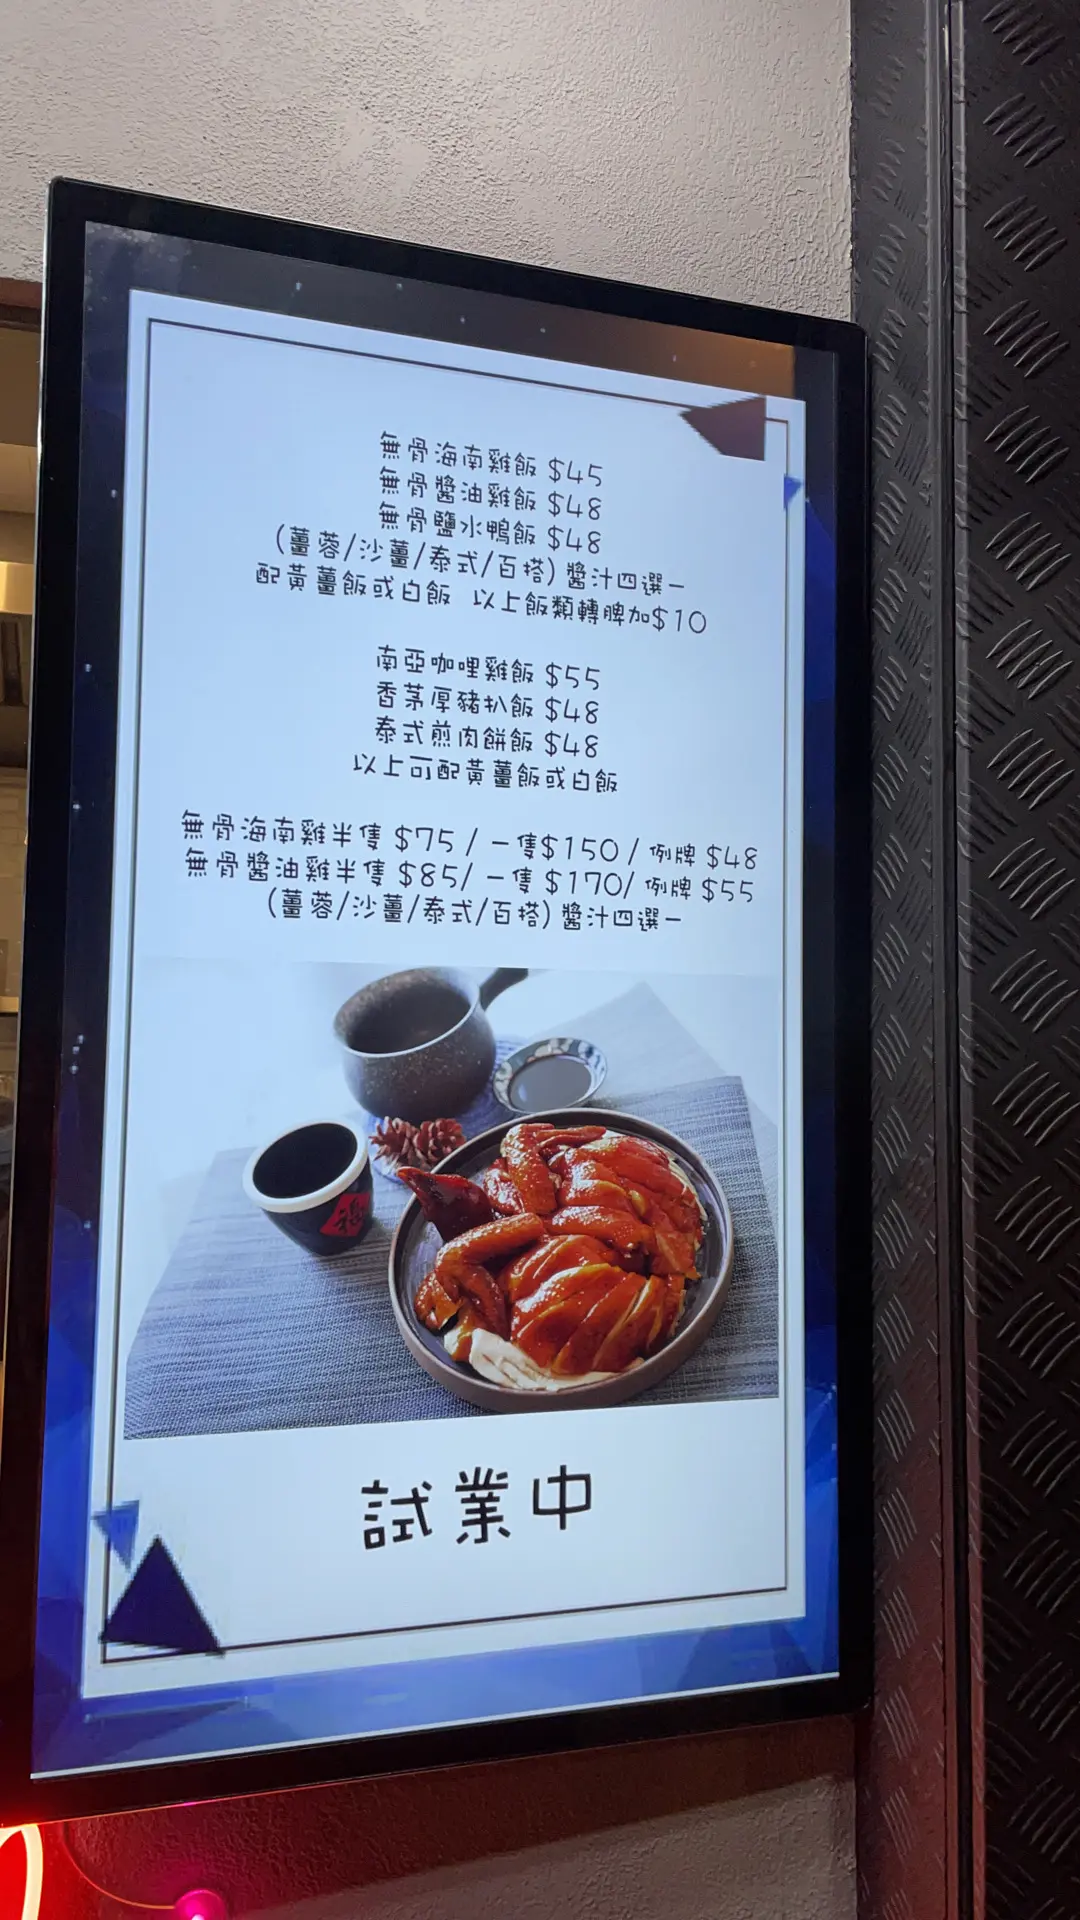 無骨海南雞飯 $45
無骨醬油雞飯 $48
無骨鹽水鴨飯 $48
(薑蓉/沙薑/泰式/百搭)醬汁四選一
配黃薑飯或白飯 以上飯類轉脾加$10
南亞咖哩雞飯 $55
香茅厚豬扒飯 $48
泰式煎肉餅飯 $48
以上可配黃薑飯或白飯
無骨海南雞半隻 $75 / 一隻$150 / 例牌 $48
無骨醬油雞半隻 $85/ 一隻 $170/ 例牌 $55
(薑蓉/沙薑/泰式/百搭)醬汁四選一
福
試業中